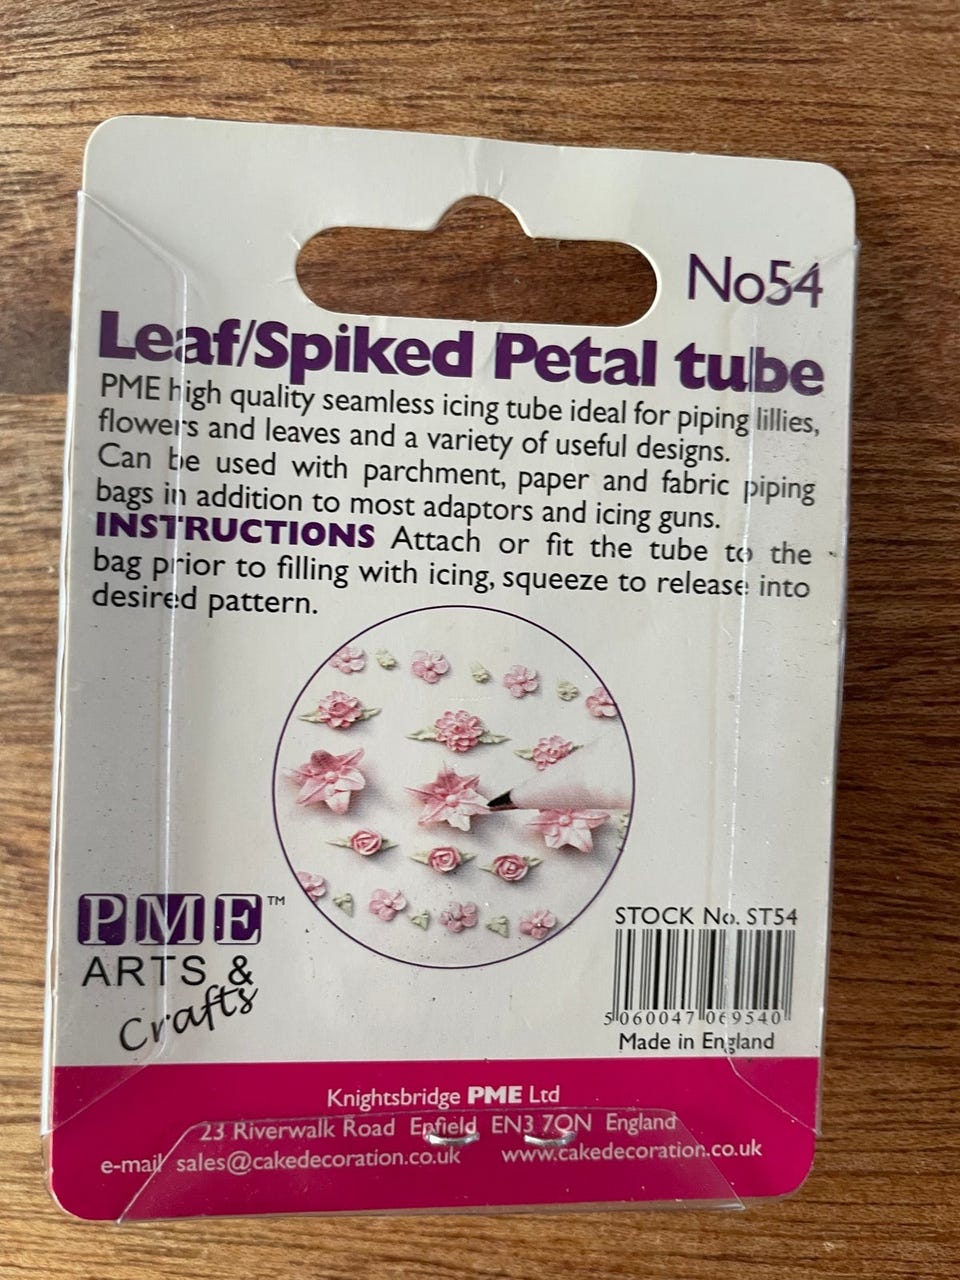 No54
Leaf/Spiked Petal tube
PME high quality seamless icing tube ideal for piping lillies,
flowers and leaves and a variety of useful designs.
Can be used with parchment, paper and fabric piping
bags in addition to most adaptors and icing guns.
INSTRUCTIONS Attach or fit the tube to the
bag prior to filling with icing, squeeze to release into
desired pattern.
PME™
ARTS &
Crafts
STOCK No. ST54
5 060047 069540
Made in England
Knightsbridge PME Ltd
23 Riverwalk Road Enfield EN3 7QN England
e-mail sales@cakedecoration.co.uk www.cakedecoration.co.uk